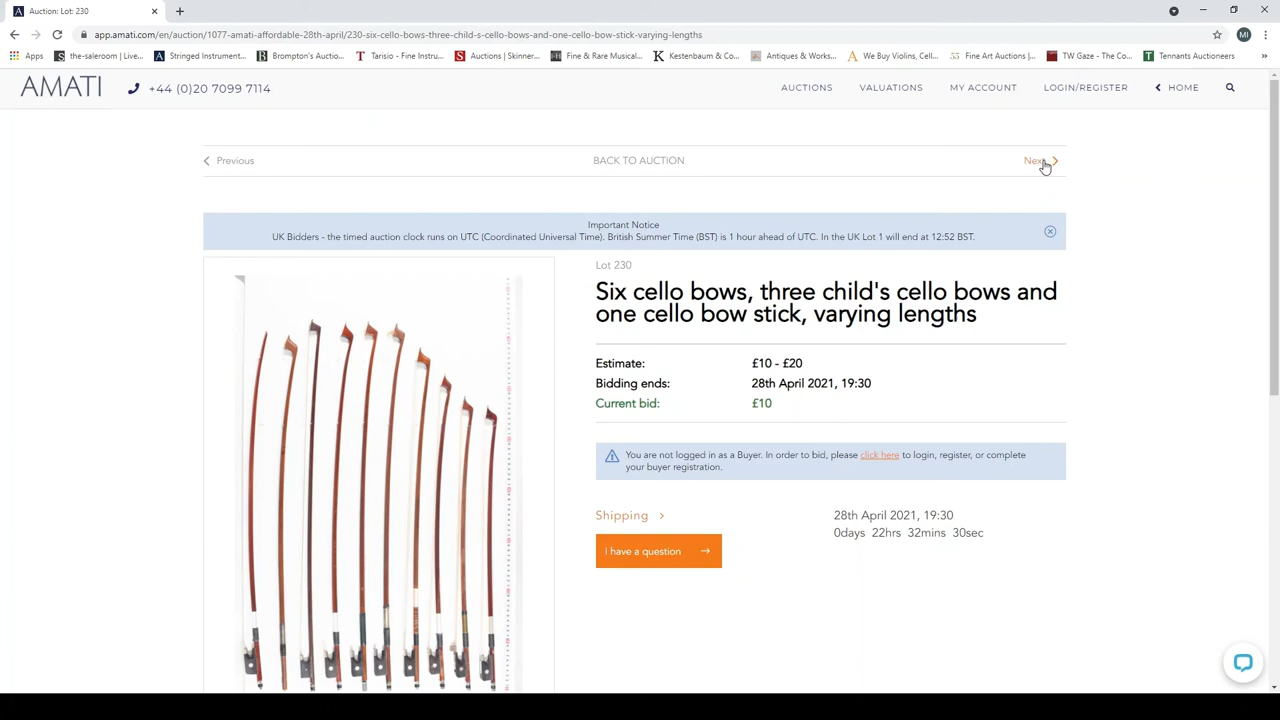 Auction: Lot: 230
app.amati.com/en/auction/1077-amati-affordable-28th-april/230-six-cello-bows-three-child-s-cello-bows-and-one-cello-bow-stick-varying-lengths
MI
Apps
the-saleroom | Live...
Stringed Instrument...
Brompton's Auctio...
Tarisio - Fine Instru...
Auctions | Skinner...
Fine & Rare Musical...
Kestenbaum & Co...
Antiques & Works...
We Buy Violins, Cell...
Fine Art Auctions |...
TW Gaze - The Co...
Tennants Auctioneers
»
AMATI
+44 (0)20 7099 7114
AUCTIONS
VALUATIONS
MY ACCOUNT
LOGIN/REGISTER
HOME
Previous
BACK TO AUCTION
Next
Important Notice
UK Bidders - the timed auction clock runs on UTC (Coordinated Universal Time). British Summer Time (BST) is 1 hour ahead of UTC. In the UK Lot 1 will end at 12:52 BST.
Lot 230
Six cello bows, three child's cello bows and
one cello bow stick, varying lengths
Estimate: £10 - £20
Bidding ends: 28th April 2021, 19:30
Current bid: £10
You are not logged in as a Buyer. In order to bid, please click here to login, register, or complete
your buyer registration.
Shipping
28th April 2021, 19:30
0days 22hrs 32mins 30sec
I have a question